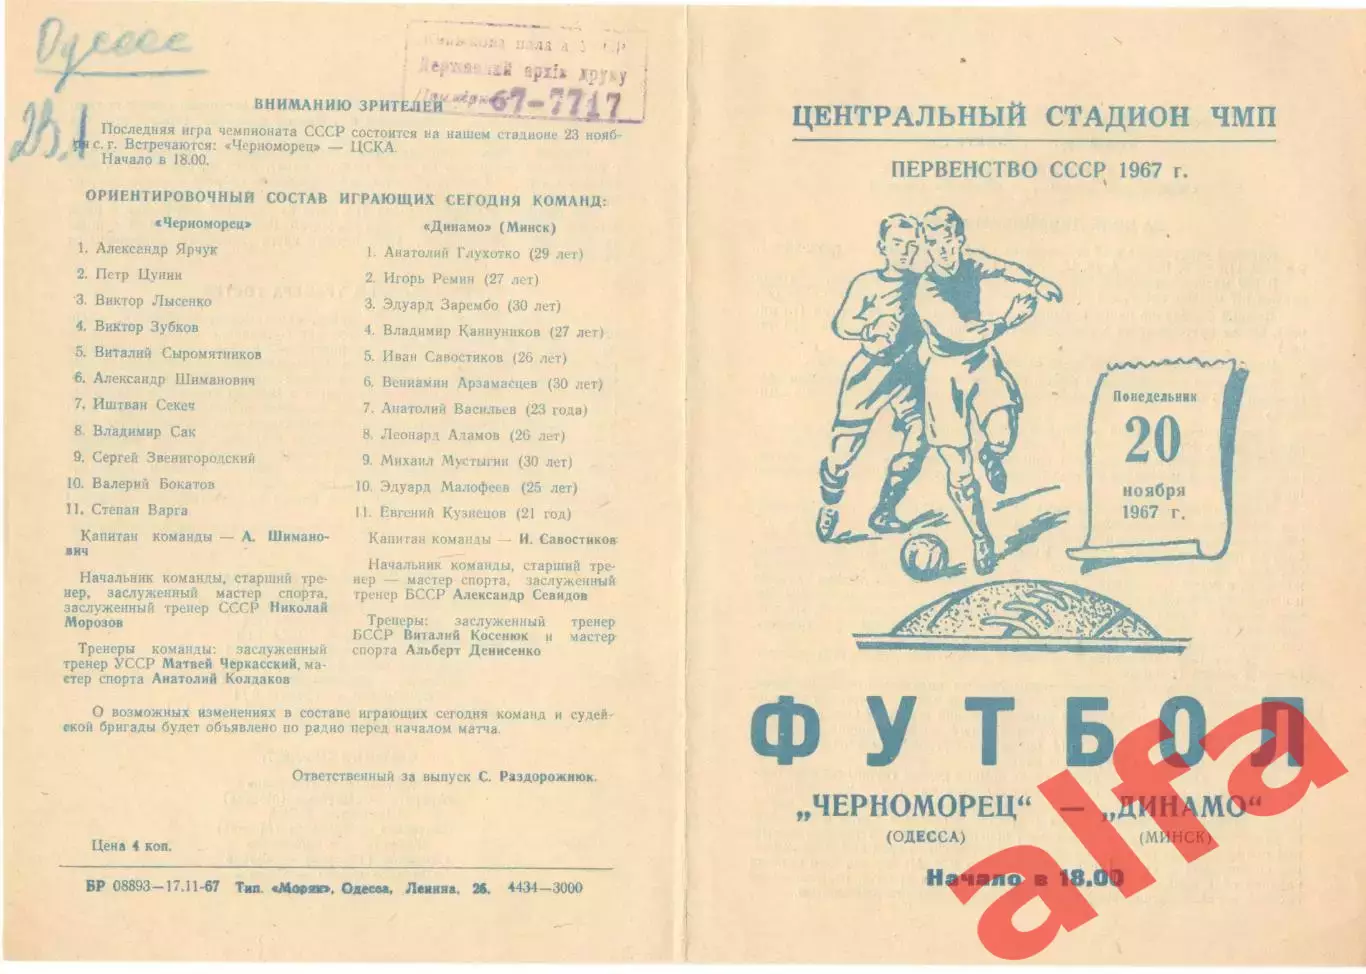 Одесса
23.1
Державний архів друку
67-7717
ВНИМАНИЮ ЗРИТЕЛЕЙ
Последняя игра чемпионата СССР состоится на нашем стадионе 23 нояб-
ря с. г. Встречаются: «Черноморец» — ЦСКА.
Начало в 18.00.
ОРИЕНТИРОВОЧНЫЙ СОСТАВ ИГРАЮЩИХ СЕГОДНЯ КОМАНД:
«Черноморец»
1. Александр Ярчук
2. Петр Цунин
3. Виктор Лысенко
4. Виктор Зубков
5. Виталий Сыромятников
6. Александр Шиманович
7. Иштван Секеч
8. Владимир Сак
9. Сергей Звенигородский
10. Валерий Бокатов
11. Степан Варга
Капитан команды — А. Шимано-
вич
Начальник команды, старший тре-
нер, заслуженный мастер спорта,
заслуженный тренер СССР Николай
Морозов
Тренеры команды: заслуженный
тренер УССР Матвей Черкасский, ма-
стер спорта Анатолий Колдаков
«Динамо» (Минск)
1. Анатолий Глухотко (29 лет)
2. Игорь Ремин (27 лет)
3. Эдуард Зарембо (30 лет)
4. Владимир Каннуников (27 лет)
5. Иван Савостиков (26 лет)
6. Вениамин Арзамасцев (30 лет)
7. Анатолий Васильев (23 года)
8. Леонард Адамов (26 лет)
9. Михаил Мустыгин (30 лет)
10. Эдуард Малофеев (25 лет)
11. Евгений Кузнецов (21 год)
Капитан команды — И. Савостиков
Начальник команды, старший тре-
нер — мастер спорта, заслуженный
тренер БССР Александр Севидов
Тренеры: заслуженный тренер
БССР Виталий Косенюк и мастер
спорта Альберт Денисенко
О возможных изменениях в составе играющих сегодня команд и судей-
ской бригады будет объявлено по радио перед началом матча.
Ответственный за выпуск С. Раздорожнюк.
Цена 4 коп.
БР 08893—17.11-67 Тип. «Моряк», Одесса, Ленина, 26. 4434—3000
ЦЕНТРАЛЬНЫЙ СТАДИОН ЧМП
ПЕРВЕНСТВО СССР 1967 г.
Понедельник
20
ноября
1967 г.
ФУТБОЛ
„ЧЕРНОМОРЕЦ“ — „ДИНАМО“
(ОДЕССА) (МИНСК)
Начало в 18.00
alfa